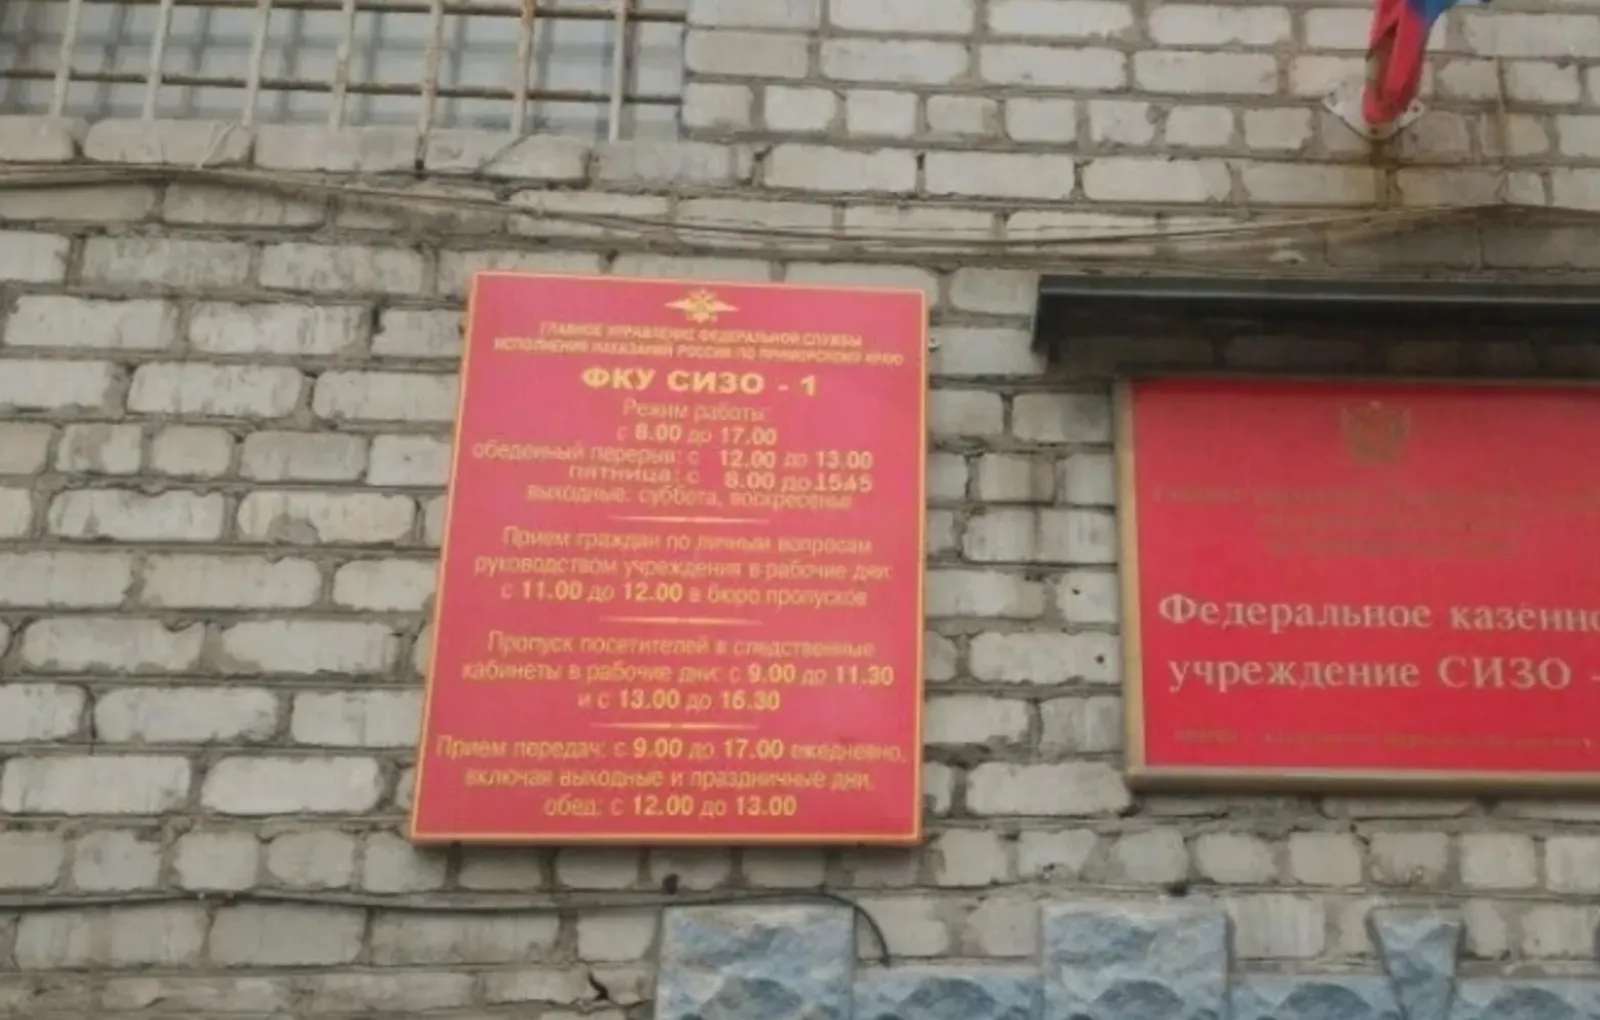 ГЛАВНОЕ УПРАВЛЕНИЕ ФЕДЕРАЛЬНОЙ СЛУЖБЫ
ИСПОЛНЕНИЯ НАКАЗАНИЙ РОССИИ ПО ПРИМОРСКОМУ КРАЮ
ФКУ СИЗО - 1
Режим работы:
с 8.00 до 17.00
обеденный перерыв: с 12.00 до 13.00
пятница: с 8.00 до 1545
выходные: суббота, воскресенье
Прием граждан по личным вопросам
руководством учреждения в рабочие дни:
с 11.00 до 12.00 в бюро пропусков
Пропуск посетителей в следственные
кабинеты в рабочие дни: с 9.00 до 11.30
и с 13.00 до 16.30
Прием передач: с 9.00 до 17.00 ежедневно,
включая выходные и праздничные дни,
обед: с 12.00 до 13.00
Федеральное казенно
учреждение СИЗО -